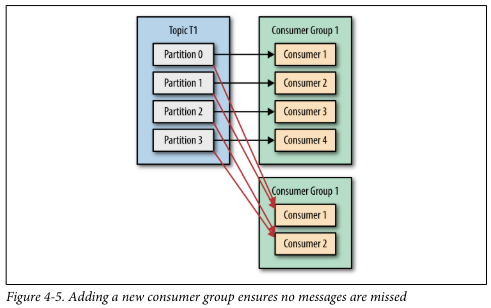 Topic T1
Partition 0
Partition 1
Partition 2
Partition 3
Consumer Group 1
Consumer 1
Consumer 2
Consumer 3
Consumer 4
Consumer Group 1
Consumer 1
Consumer 2
Figure 4-5. Adding a new consumer group ensures no messages are missed